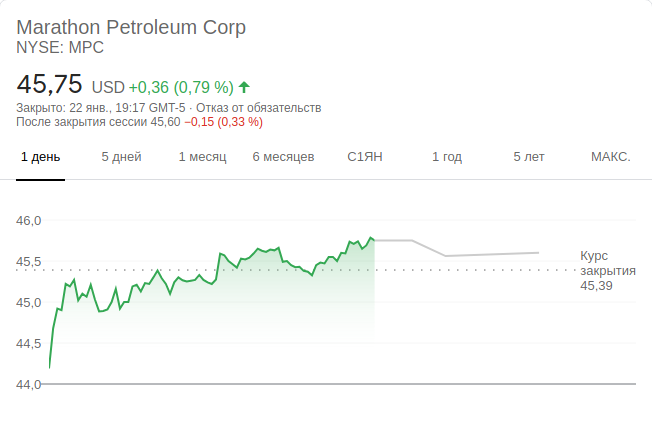 Marathon Petroleum Corp
NYSE: MPC
45,75 USD +0,36 (0,79 %)
Закрыто: 22 янв., 19:17 GMT-5 · Отказ от обязательств
После закрытия сессии 45,60 −0,15 (0,33 %)
1 день 5 дней 1 месяц 6 месяцев С1ЯН 1 год 5 лет МАКС.
46,0
45,5
45,0
44,5
44,0
Курс
закрытия
45,39